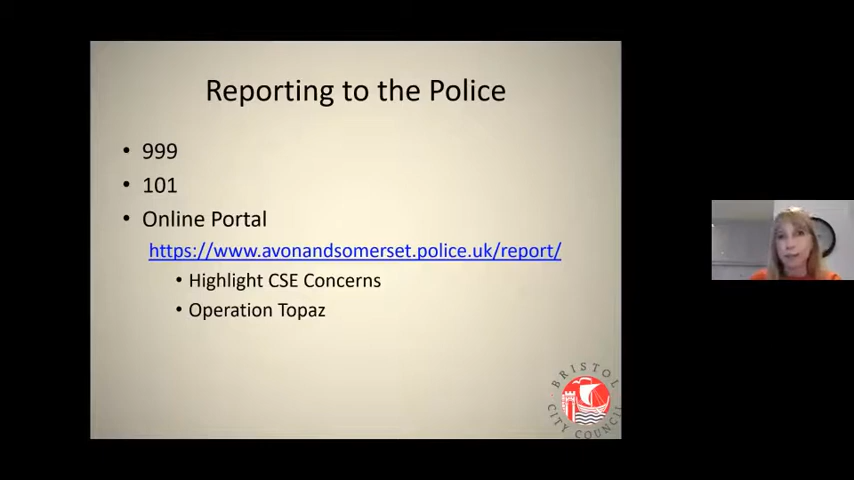 Reporting to the Police
• 999
• 101
• Online Portal
https://www.avonandsomerset.police.uk/report/
• Highlight CSE Concerns
• Operation Topaz
BRISTOL
CITY COUNCIL